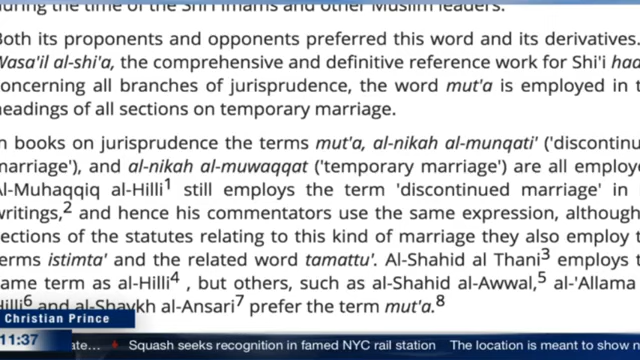 during the time of the Shi'i Imams and other Muslim leaders.
Both its proponents and opponents preferred this word and its derivatives.
Wasa'il al-shi'a, the comprehensive and definitive reference work for Shi'i had
concerning all branches of jurisprudence, the word mut'a is employed in t
headings of all sections on temporary marriage.
n books on jurisprudence the terms mut'a, al-nikah al-munqati' ('discontinu
marriage'), and al-nikah al-muwaqqat ('temporary marriage') are all employe
Al-Muhaqqiq al-Hilli1 still employs the term 'discontinued marriage' in
writings,2 and hence his commentators use the same expression, although
sections of the statutes relating to this kind of marriage they also employ t
terms istimta' and the related word tamattu'. Al-Shahid al Thani3 employs t
same term as al-Hilli4 , but others, such as al-Shahid al-Awwal,5 al-'Allama
Hilli6 and al-Shaykh al-Ansari7 prefer the term mut'a.8
Christian Prince
11:37 ate... Squash seeks recognition in famed NYC rail station The location is meant to show n